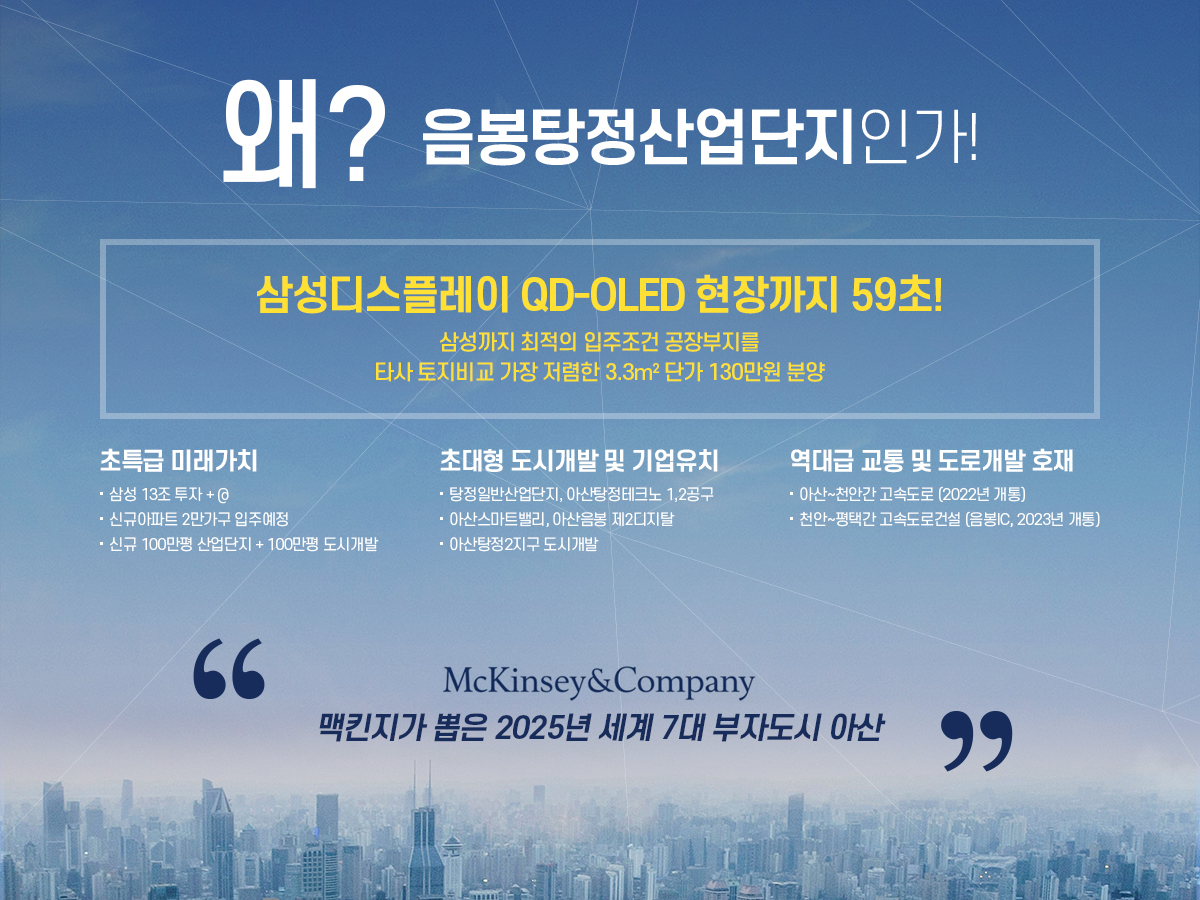 왜? 음봉탕정산업단지인가!
삼성디스플레이 QD-OLED 현장까지 59초!
삼성까지 최적의 입주조건 공장부지를
타사 토지비교 가장 저렴한 3.3m² 단가 130만원 분양
초특급 미래가치
· 삼성 13조 투자 + @
· 신규아파트 2만가구 입주예정
· 신규 100만평 산업단지 + 100만평 도시개발
초대형 도시개발 및 기업유치
· 탕정일반산업단지, 아산탕정테크노 1,2공구
· 아산스마트밸리, 아산음봉 제2디지탈
· 아산탕정2지구 도시개발
역대급 교통 및 도로개발 호재
· 아산~천안간 고속도로 (2022년 개통)
· 천안~평택간 고속도로건설 (음봉IC, 2023년 개통)
“
McKinsey&Company
맥킨지가 뽑은 2025년 세계 7대 부자도시 아산
”